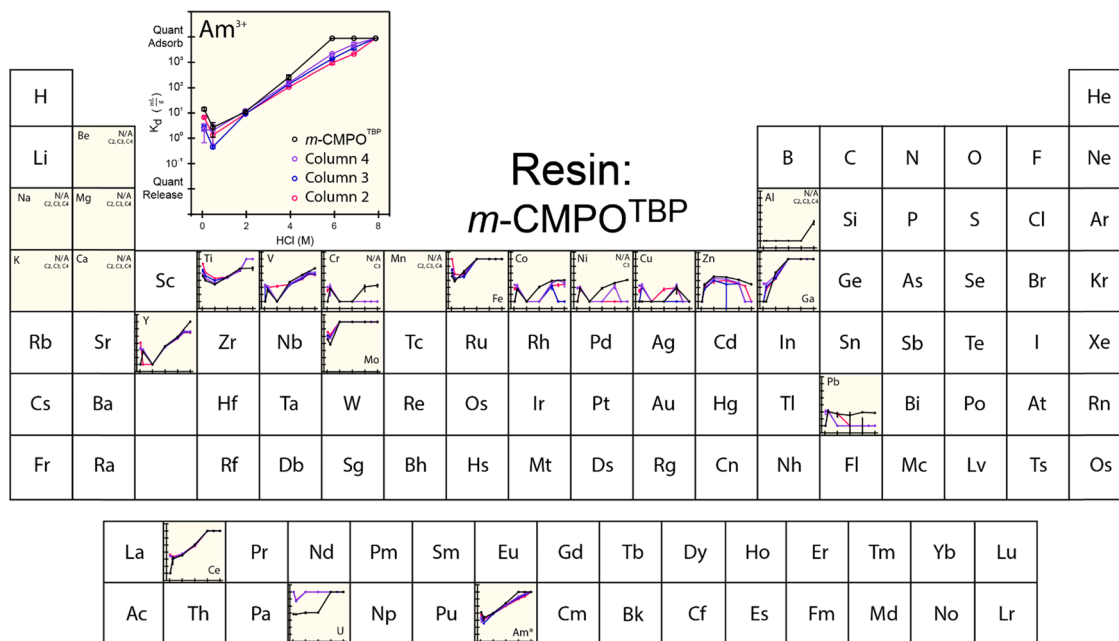 Am³⁺
Quant
Adsorb
10³
10²
10¹
10⁰
10⁻¹
Quant
Release
K_d (mL/g)
0 2 4 6 8
HCl (M)
m-CMPO^TBP
Column 4
Column 3
Column 2
Resin:
m-CMPO^TBP
H He
Li Be N/A C2, C3, C4 B C N O F Ne
Na N/A C2, C3, C4 Mg N/A C2, C3, C4 Al N/A C2, C3, C4 Si P S Cl Ar
K N/A C2, C3, C4 Ca N/A C2, C3, C4 Sc Ti V Cr N/A C3 Mn N/A C2, C3, C4 Fe Co Ni N/A C3 Cu Zn Ga Ge As Se Br Kr
Rb Sr Y Zr Nb Mo Tc Ru Rh Pd Ag Cd In Sn Sb Te I Xe
Cs Ba Hf Ta W Re Os Ir Pt Au Hg Tl Pb Bi Po At Rn
Fr Ra Rf Db Sg Bh Hs Mt Ds Rg Cn Nh Fl Mc Lv Ts Os
La Ce Pr Nd Pm Sm Eu Gd Tb Dy Ho Er Tm Yb Lu
Ac Th Pa U Np Pu Am* Cm Bk Cf Es Fm Md No Lr